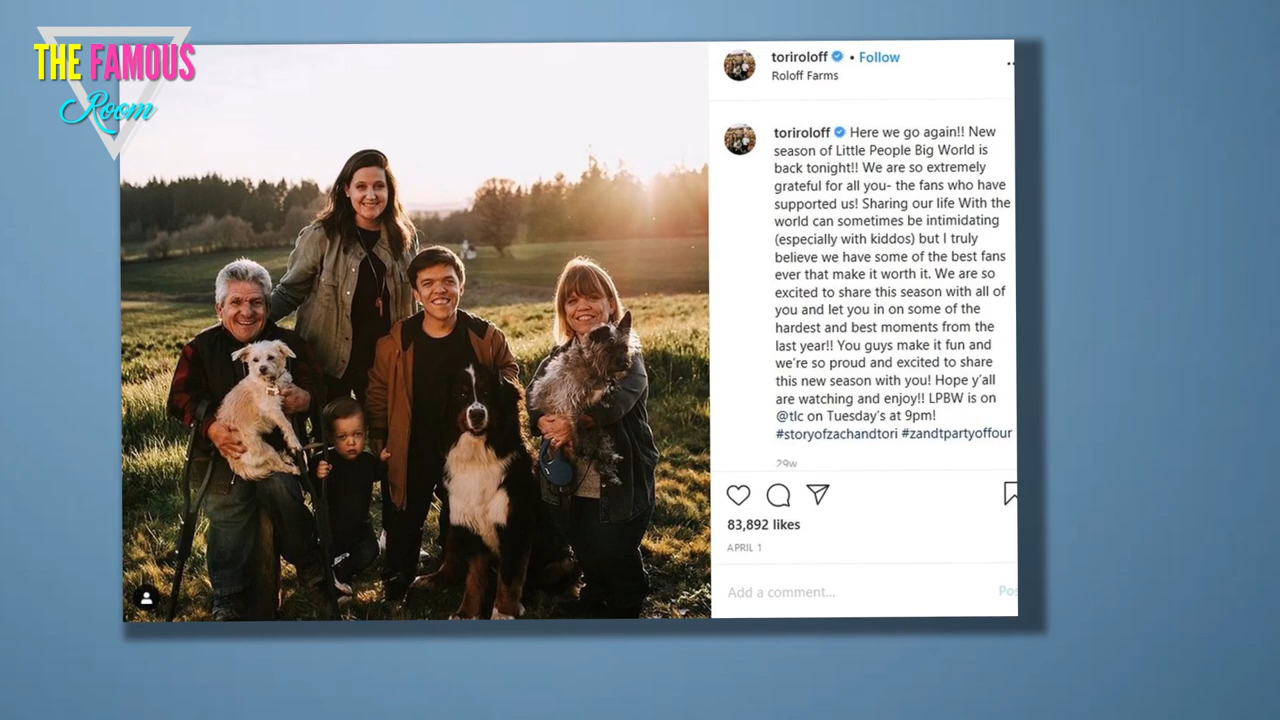 THE FAMOUS
Room
toriroloff • Follow
Roloff Farms
toriroloff Here we go again!! New
season of Little People Big World is
back tonight!! We are so extremely
grateful for all you- the fans who have
supported us! Sharing our life With the
world can sometimes be intimidating
(especially with kiddos) but I truly
believe we have some of the best fans
ever that make it worth it. We are so
excited to share this season with all of
you and let you in on some of the
hardest and best moments from the
last year!! You guys make it fun and
we're so proud and excited to share
this new season with you! Hope y'all
are watching and enjoy!! LPBW is on
@tlc on Tuesday's at 9pm!
#storyofzachandtori #zandtpartyoffour
29w
83,892 likes
APRIL 1
Add a comment...